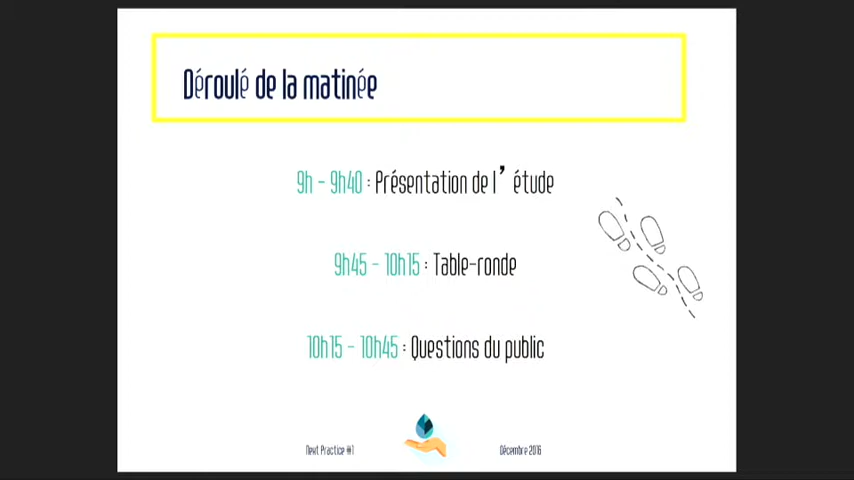 Déroulé de la matinée
9h - 9h40 : Présentation de l’étude
9h45 - 10h15 : Table-ronde
10h15 - 10h45 : Questions du public
Next Practice #1
Décembre 2016